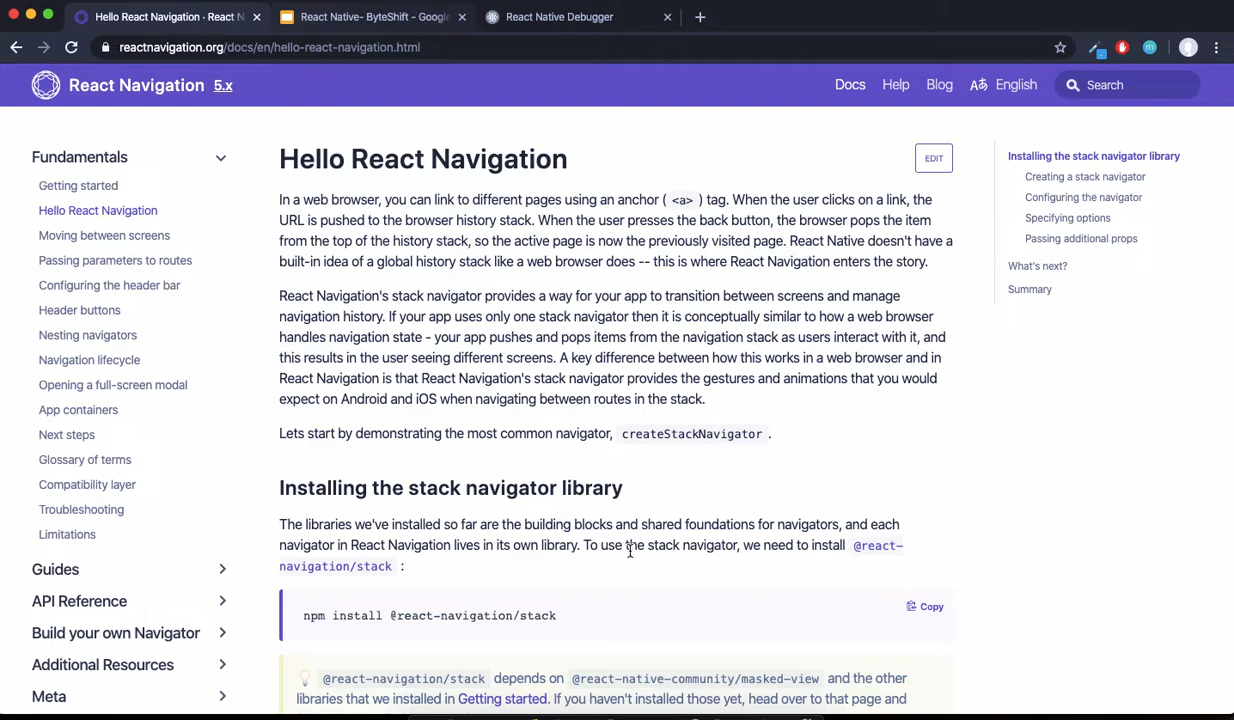 Hello React Navigation · React N
React Native- ByteShift - Google
React Native Debugger
reactnavigation.org/docs/en/hello-react-navigation.html
m
React Navigation 5.x
Docs
Help
Blog
English
Search
Fundamentals
Getting started
Hello React Navigation
Moving between screens
Passing parameters to routes
Configuring the header bar
Header buttons
Nesting navigators
Navigation lifecycle
Opening a full-screen modal
App containers
Next steps
Glossary of terms
Compatibility layer
Troubleshooting
Limitations
Guides
API Reference
Build your own Navigator
Additional Resources
Meta
Hello React Navigation
EDIT
In a web browser, you can link to different pages using an anchor ( <a> ) tag. When the user clicks on a link, the
URL is pushed to the browser history stack. When the user presses the back button, the browser pops the item
from the top of the history stack, so the active page is now the previously visited page. React Native doesn't have a
built-in idea of a global history stack like a web browser does -- this is where React Navigation enters the story.
React Navigation's stack navigator provides a way for your app to transition between screens and manage
navigation history. If your app uses only one stack navigator then it is conceptually similar to how a web browser
handles navigation state - your app pushes and pops items from the navigation stack as users interact with it, and
this results in the user seeing different screens. A key difference between how this works in a web browser and in
React Navigation is that React Navigation's stack navigator provides the gestures and animations that you would
expect on Android and iOS when navigating between routes in the stack.
Lets start by demonstrating the most common navigator, createStackNavigator .
Installing the stack navigator library
The libraries we've installed so far are the building blocks and shared foundations for navigators, and each
navigator in React Navigation lives in its own library. To use the stack navigator, we need to install @react-
navigation/stack :
npm install @react-navigation/stack
Copy
@react-navigation/stack depends on @react-native-community/masked-view and the other
libraries that we installed in Getting started. If you haven't installed those yet, head over to that page and
Installing the stack navigator library
Creating a stack navigator
Configuring the navigator
Specifying options
Passing additional props
What's next?
Summary